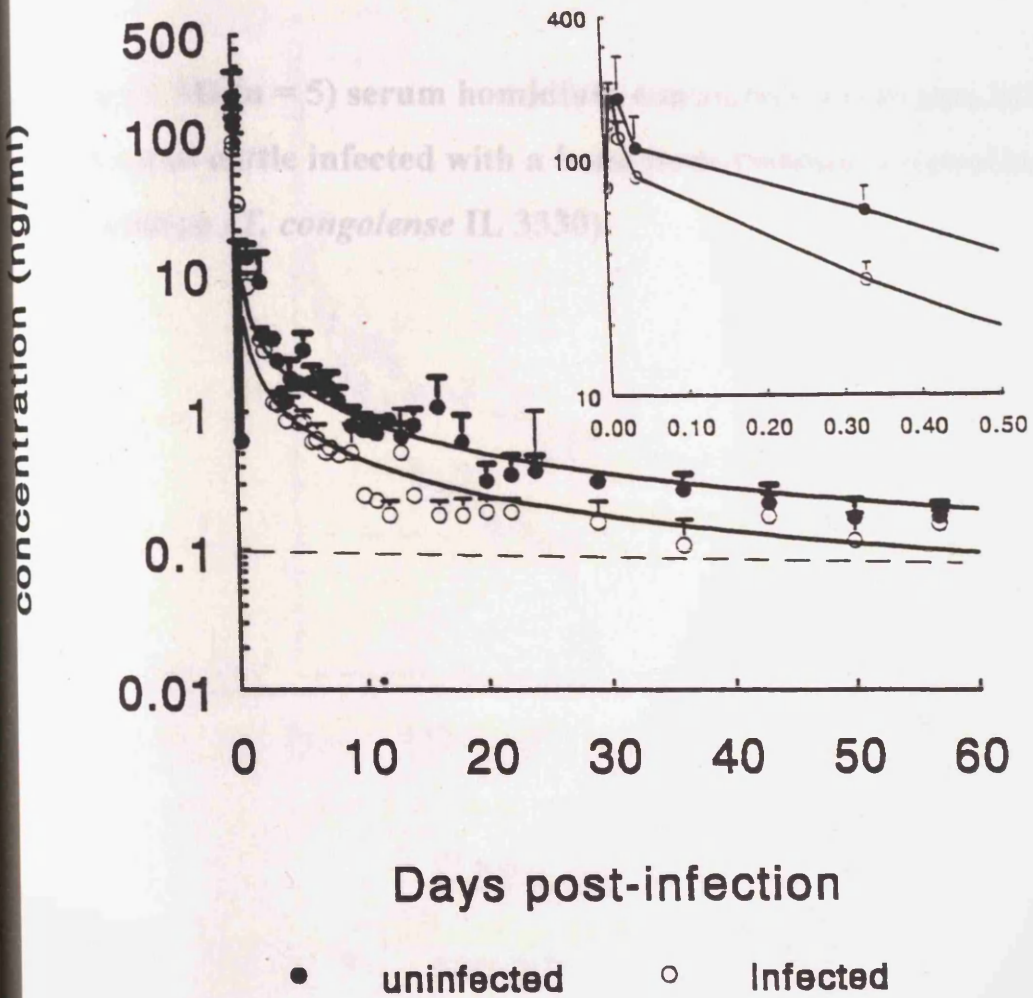 concentration (ng/ml)
500
100
10
1
0.1
0.01
0 10 20 30 40 50 60
Days post-infection
● uninfected ○ Infected
400
100
10
0.00 0.10 0.20 0.30 0.40 0.50
= 5) serum homidium
cattle infected with a
congolense IL 3330)